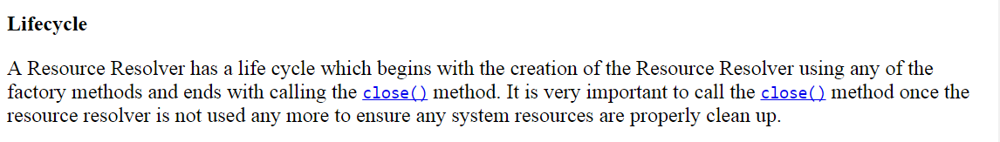 Lifecycle
A Resource Resolver has a life cycle which begins with the creation of the Resource Resolver using any of the
factory methods and ends with calling the close() method. It is very important to call the close() method once the
resource resolver is not used any more to ensure any system resources are properly clean up.